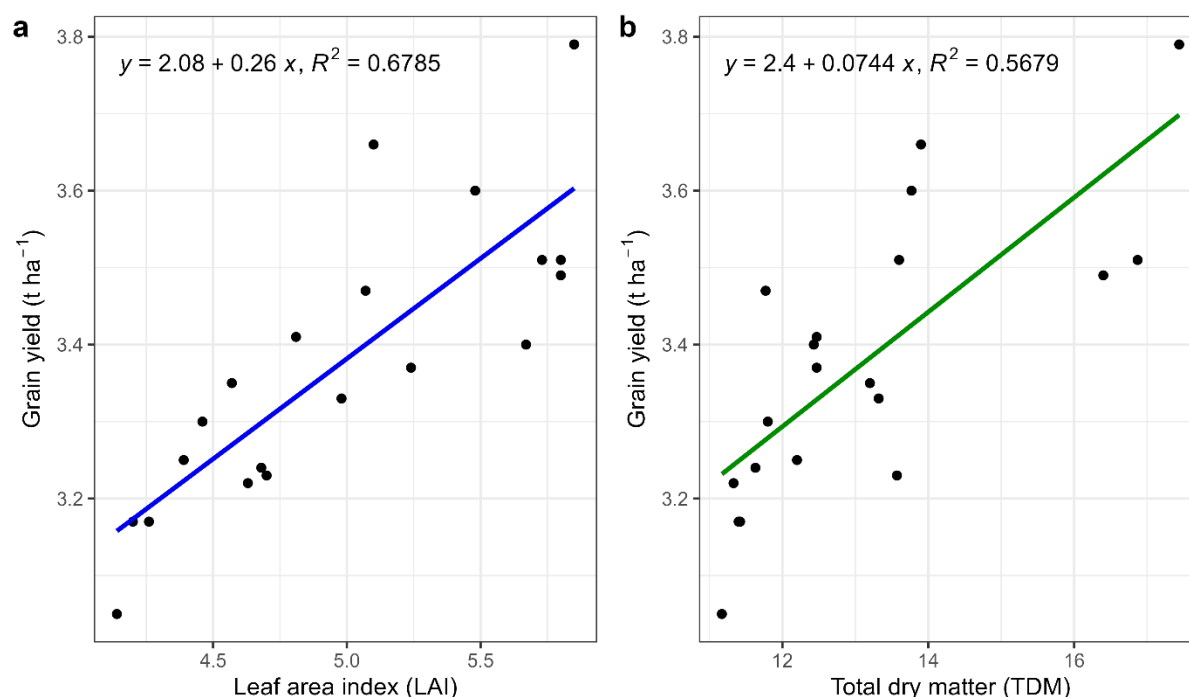 a
y = 2.08 + 0.26 x, R² = 0.6785
3.8
3.6
3.4
3.2
Grain yield (t ha⁻¹)
4.5 5.0 5.5
Leaf area index (LAI)
b
y = 2.4 + 0.0744 x, R² = 0.5679
3.8
3.6
3.4
3.2
Grain yield (t ha⁻¹)
12 14 16
Total dry matter (TDM)